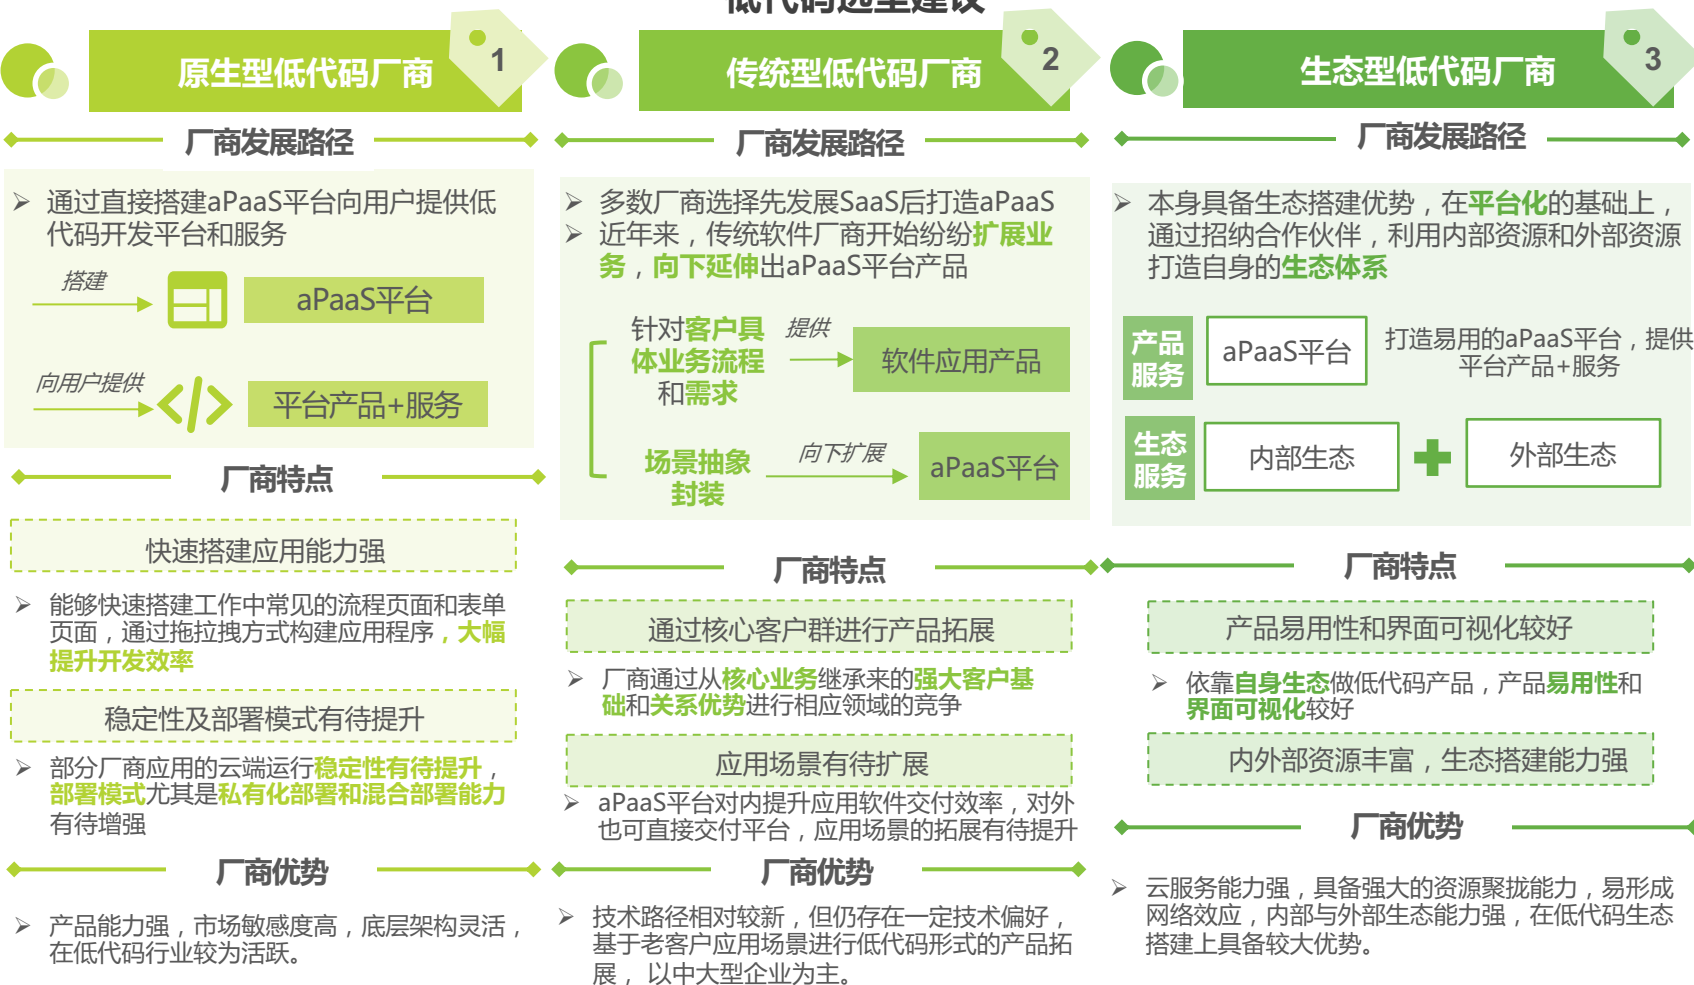 低代码选型建议
原生型低代码厂商
1
厂商发展路径
通过直接搭建aPaaS平台向用户提供低
代码开发平台和服务
搭建
aPaaS平台
向用户提供
平台产品+服务
厂商特点
快速搭建应用能力强
能够快速搭建工作中常见的流程页面和表单
页面，通过拖拉拽方式构建应用程序，大幅
提升开发效率
稳定性及部署模式有待提升
部分厂商应用的云端运行稳定性有待提升，
部署模式尤其是私有化部署和混合部署能力
有待增强
厂商优势
产品能力强，市场敏感度高，底层架构灵活，
在低代码行业较为活跃。
传统型低代码厂商
2
厂商发展路径
多数厂商选择先发展SaaS后打造aPaaS
近年来，传统软件厂商开始纷纷扩展业
务，向下延伸出aPaaS平台产品
针对客户具
体业务流程
和需求
提供
软件应用产品
场景抽象
封装
向下扩展
aPaaS平台
厂商特点
通过核心客户群进行产品拓展
厂商通过从核心业务继承来的强大客户基
础和关系优势进行相应领域的竞争
应用场景有待扩展
aPaaS平台对内提升应用软件交付效率，对外
也可直接交付平台，应用场景的拓展有待提升
厂商优势
技术路径相对较新，但仍存在一定技术偏好，
基于老客户应用场景进行低代码形式的产品拓
展，以中大型企业为主。
生态型低代码厂商
3
厂商发展路径
本身具备生态搭建优势，在平台化的基础上，
通过招纳合作伙伴，利用内部资源和外部资源
打造自身的生态体系
产品
服务
aPaaS平台
打造易用的aPaaS平台，提供
平台产品+服务
生态
服务
内部生态
外部生态
厂商特点
产品易用性和界面可视化较好
依靠自身生态做低代码产品，产品易用性和
界面可视化较好
内外部资源丰富，生态搭建能力强
厂商优势
云服务能力强，具备强大的资源聚拢能力，易形成
网络效应，内部与外部生态能力强，在低代码生态
搭建上具备较大优势。